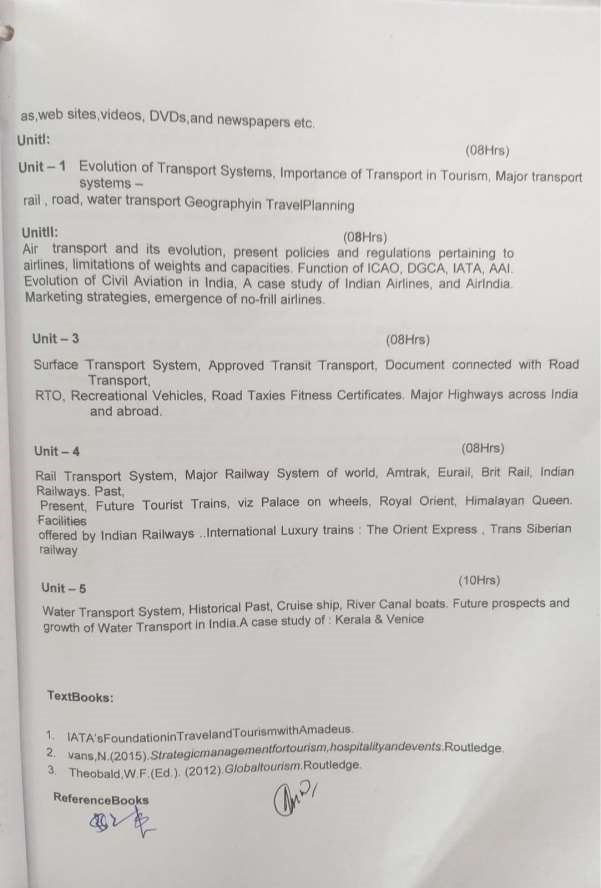 as,web sites,videos, DVDs,and newspapers etc.
UnitI:
(08Hrs)
Unit – 1 Evolution of Transport Systems, Importance of Transport in Tourism, Major transport
systems –
rail , road, water transport Geographyin TravelPlanning
UnitII:
(08Hrs)
Air transport and its evolution, present policies and regulations pertaining to
airlines, limitations of weights and capacities. Function of ICAO, DGCA, IATA, AAI.
Evolution of Civil Aviation in India, A case study of Indian Airlines, and AirIndia.
Marketing strategies, emergence of no-frill airlines.
Unit – 3 (08Hrs)
Surface Transport System, Approved Transit Transport, Document connected with Road
Transport,
RTO, Recreational Vehicles, Road Taxies Fitness Certificates. Major Highways across India
and abroad.
Unit – 4 (08Hrs)
Rail Transport System, Major Railway System of world, Amtrak, Eurail, Brit Rail, Indian
Railways. Past,
Present, Future Tourist Trains, viz Palace on wheels, Royal Orient, Himalayan Queen.
Facilities
offered by Indian Railways ..International Luxury trains : The Orient Express , Trans Siberian
railway
Unit – 5 (10Hrs)
Water Transport System, Historical Past, Cruise ship, River Canal boats. Future prospects and
growth of Water Transport in India.A case study of : Kerala & Venice
TextBooks:
1. IATA'sFoundationinTravelandTourismwithAmadeus.
2. vans,N.(2015).Strategicmanagementfortourism,hospitalityandevents.Routledge.
3. Theobald,W.F.(Ed.). (2012).Globaltourism.Routledge.
ReferenceBooks